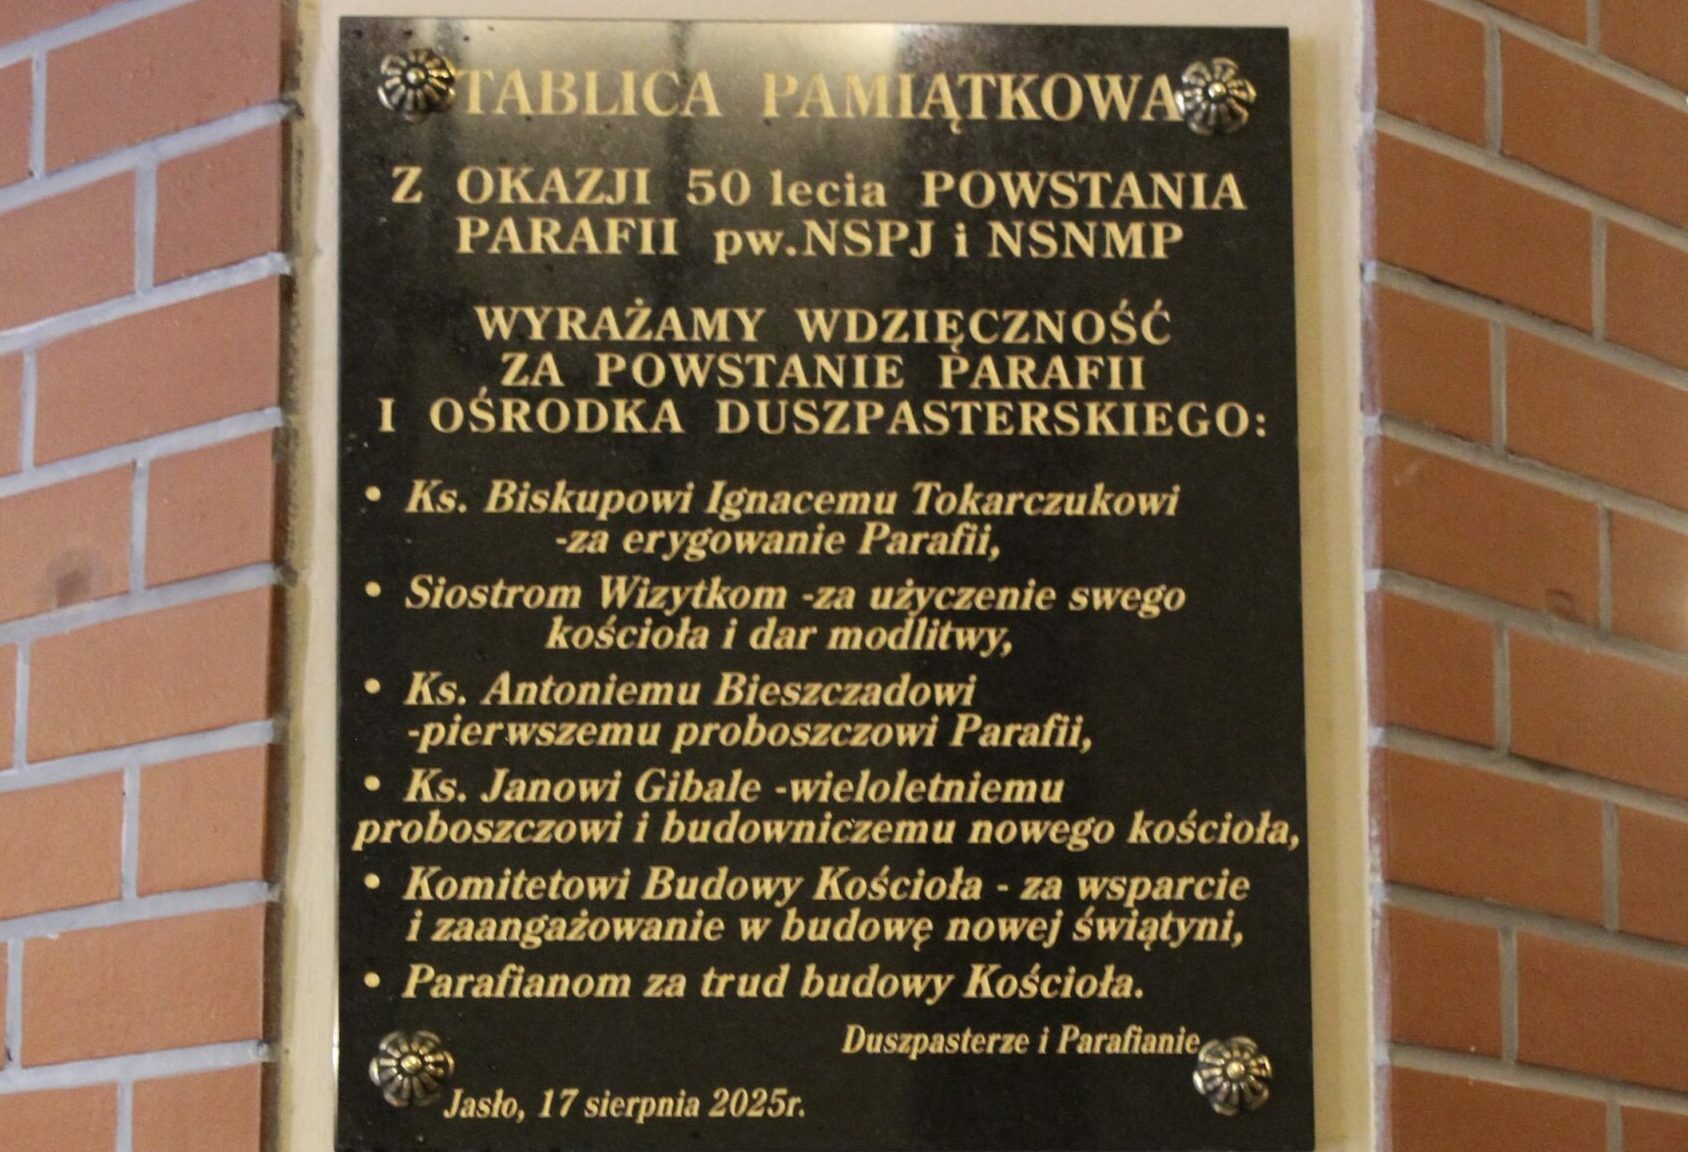 TABLICA PAMIĄTKOWA
Z OKAZJI 50 lecia POWSTANIA
PARAFII pw.NSPJ i NSNMP
WYRAŻAMY WDZIĘCZNOŚĆ
ZA POWSTANIE PARAFII
I OŚRODKA DUSZPASTERSKIEGO:
• Ks. Biskupowi Ignacemu Tokarczukowi
-za erygowanie Parafii,
• Siostrom Wizytkom -za użyczenie swego
kościoła i dar modlitwy,
• Ks. Antoniemu Bieszczadowi
-pierwszemu proboszczowi Parafii,
• Ks. Janowi Gibale -wieloletniemu
proboszczowi i budowniczemu nowego kościoła,
• Komitetowi Budowy Kościoła - za wsparcie
i zaangażowanie w budowę nowej świątyni,
• Parafianom za trud budowy Kościoła.
Duszpasterze i Parafianie
Jasło, 17 sierpnia 2025r.